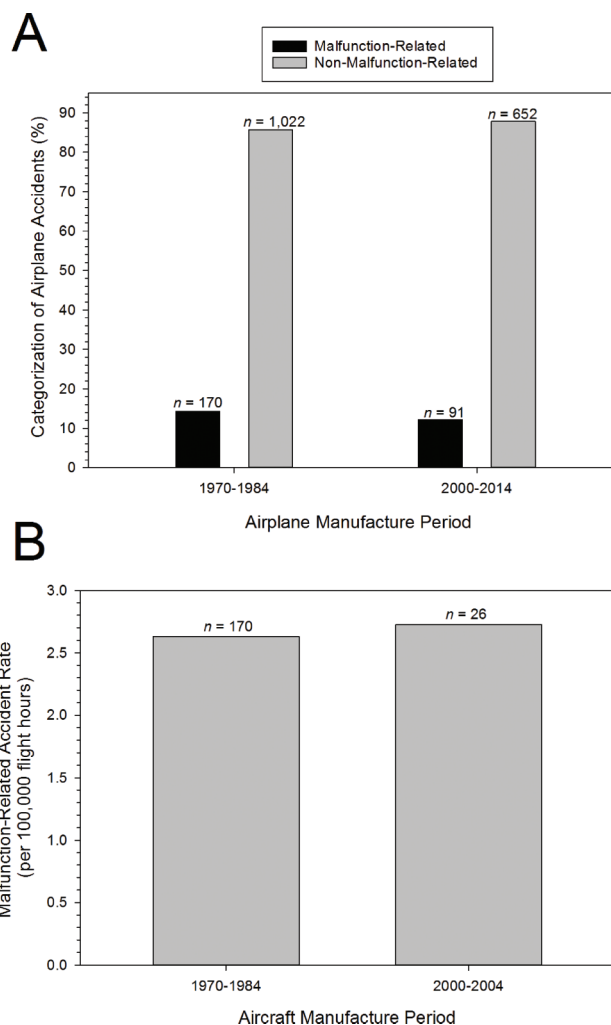 A
Malfunction-Related
Non-Malfunction-Related
Categorization of Airplane Accidents (%)
90
80
70
60
50
40
30
20
10
0
n = 170
n = 1,022
n = 91
n = 652
1970-1984
2000-2014
Airplane Manufacture Period
B
Malfunction-Related Accident Rate
(per 100,000 flight hours)
3.0
2.5
2.0
1.5
1.0
0.5
0.0
n = 170
n = 26
1970-1984
2000-2004
Aircraft Manufacture Period